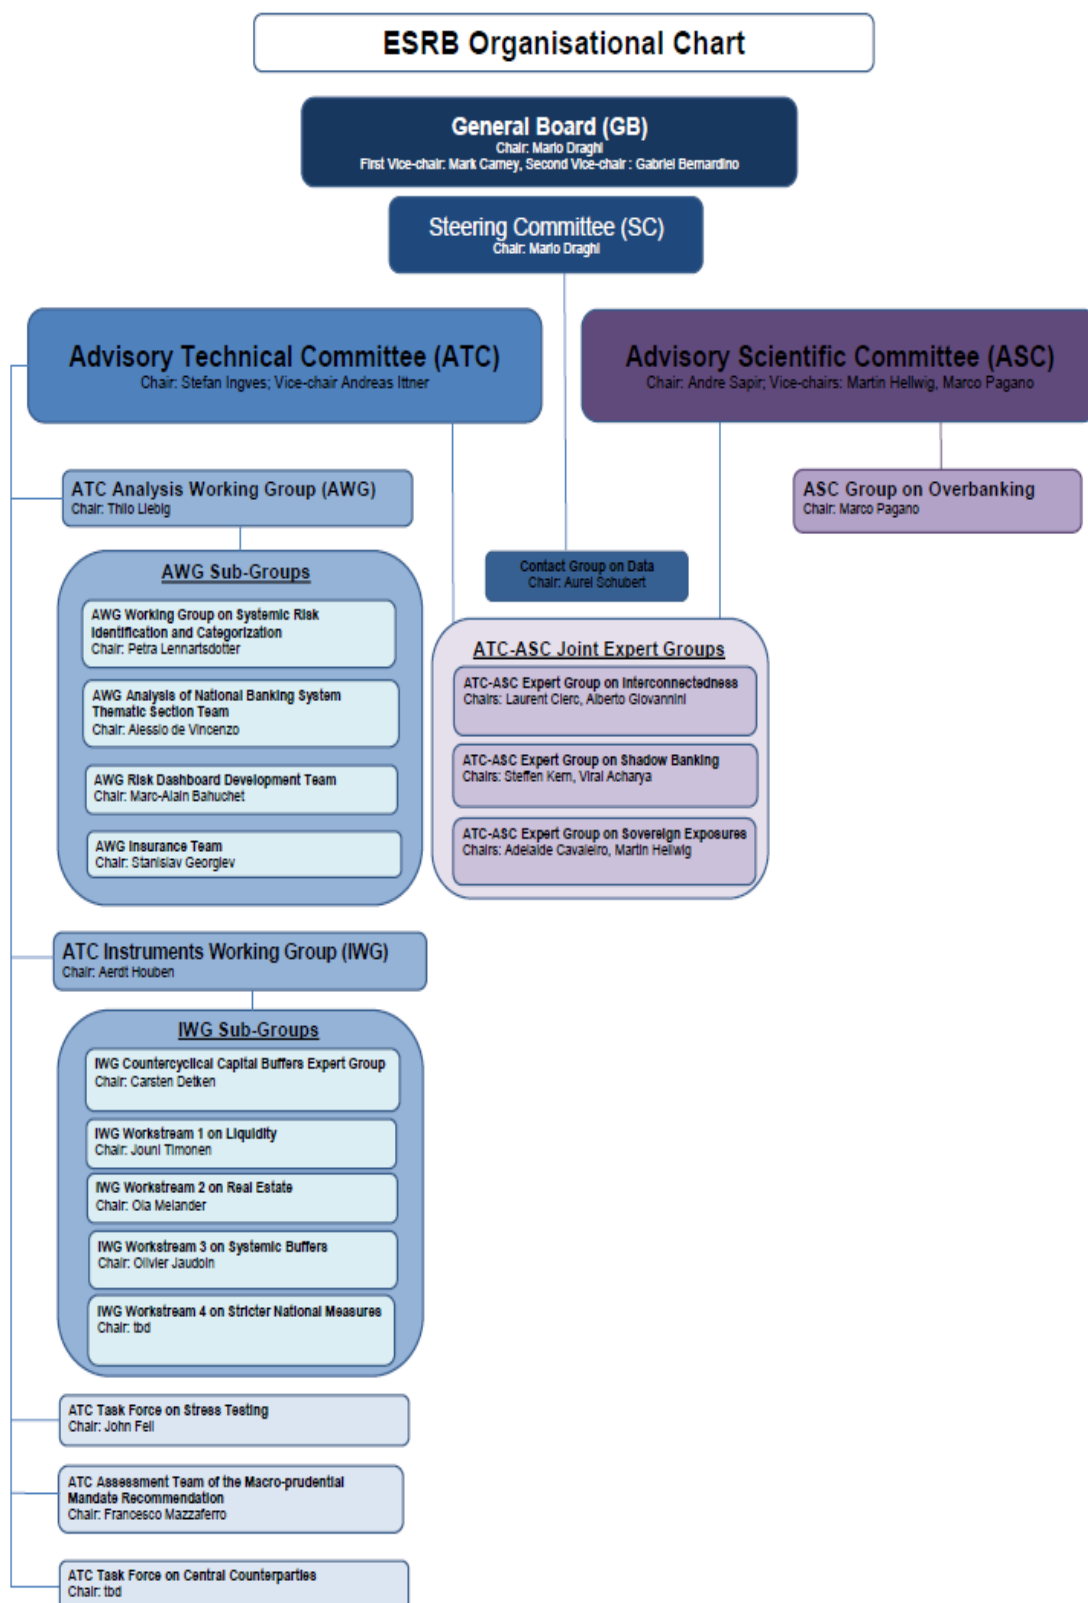 ESRB Organisational Chart
General Board (GB)
Chair: Mario Draghi
First Vice-chair: Mark Carney, Second Vice-chair : Gabriel Bernardino
Steering Committee (SC)
Chair: Mario Draghi
Advisory Technical Committee (ATC)
Chair: Stefan Ingves; Vice-chair Andreas Ittner
Advisory Scientific Committee (ASC)
Chair: Andre Sapir; Vice-chairs: Martin Hellwig, Marco Pagano
ATC Analysis Working Group (AWG)
Chair: Thilo Liebig
ASC Group on Overbanking
Chair: Marco Pagano
Contact Group on Data
Chair: Aurel Schubert
AWG Sub-Groups
AWG Working Group on Systemic Risk
Identification and Categorization
Chair: Petra Lennartsdotter
AWG Analysis of National Banking System
Thematic Section Team
Chair: Alessio de Vincenzo
AWG Risk Dashboard Development Team
Chair: Marc-Alain Bahuchet
AWG Insurance Team
Chair: Stanislav Georgiev
ATC-ASC Joint Expert Groups
ATC-ASC Expert Group on Interconnectedness
Chairs: Laurent Clerc, Alberto Giovannini
ATC-ASC Expert Group on Shadow Banking
Chairs: Steffen Kern, Viral Acharya
ATC-ASC Expert Group on Sovereign Exposures
Chairs: Adelaide Cavaleiro, Martin Hellwig
ATC Instruments Working Group (IWG)
Chair: Aerdt Houben
IWG Sub-Groups
IWG Countercyclical Capital Buffers Expert Group
Chair: Carsten Detken
IWG Workstream 1 on Liquidity
Chair: Jouni Timonen
IWG Workstream 2 on Real Estate
Chair: Ola Melander
IWG Workstream 3 on Systemic Buffers
Chair: Olivier Jaudoin
IWG Workstream 4 on Stricter National Measures
Chair: tbd
ATC Task Force on Stress Testing
Chair: John Fell
ATC Assessment Team of the Macro-prudential
Mandate Recommendation
Chair: Francesco Mazzaferro
ATC Task Force on Central Counterparties
Chair: tbd